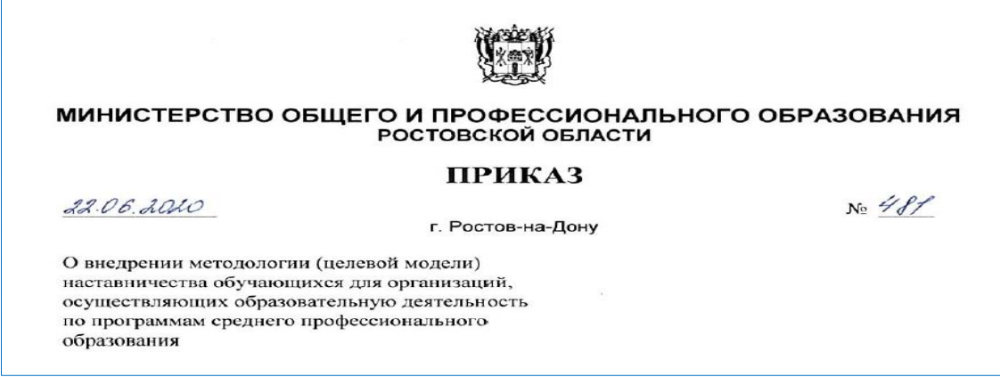 МИНИСТЕРСТВО ОБЩЕГО И ПРОФЕССИОНАЛЬНОГО ОБРАЗОВАНИЯ
РОСТОВСКОЙ ОБЛАСТИ
ПРИКАЗ
22.06.2020 № 481
г. Ростов-на-Дону
О внедрении методологии (целевой модели)
наставничества обучающихся для организаций,
осуществляющих образовательную деятельность
по программам среднего профессионального
образования